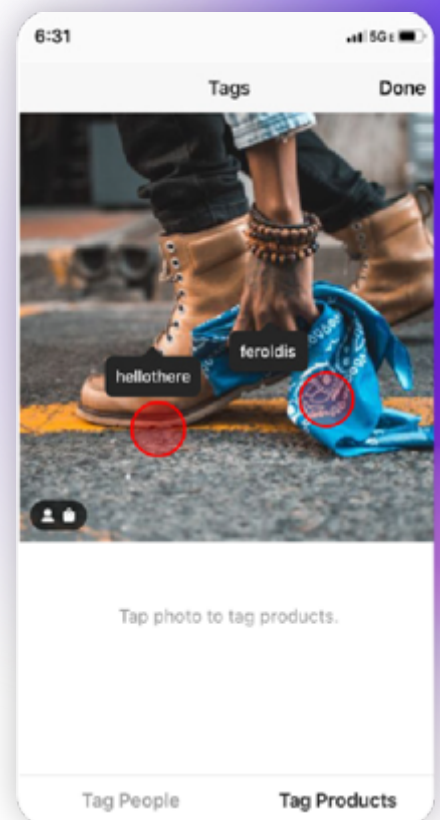 6:31 5G E
Tags Done
feroldis
hellothere
Tap photo to tag products.
Tag People Tag Products